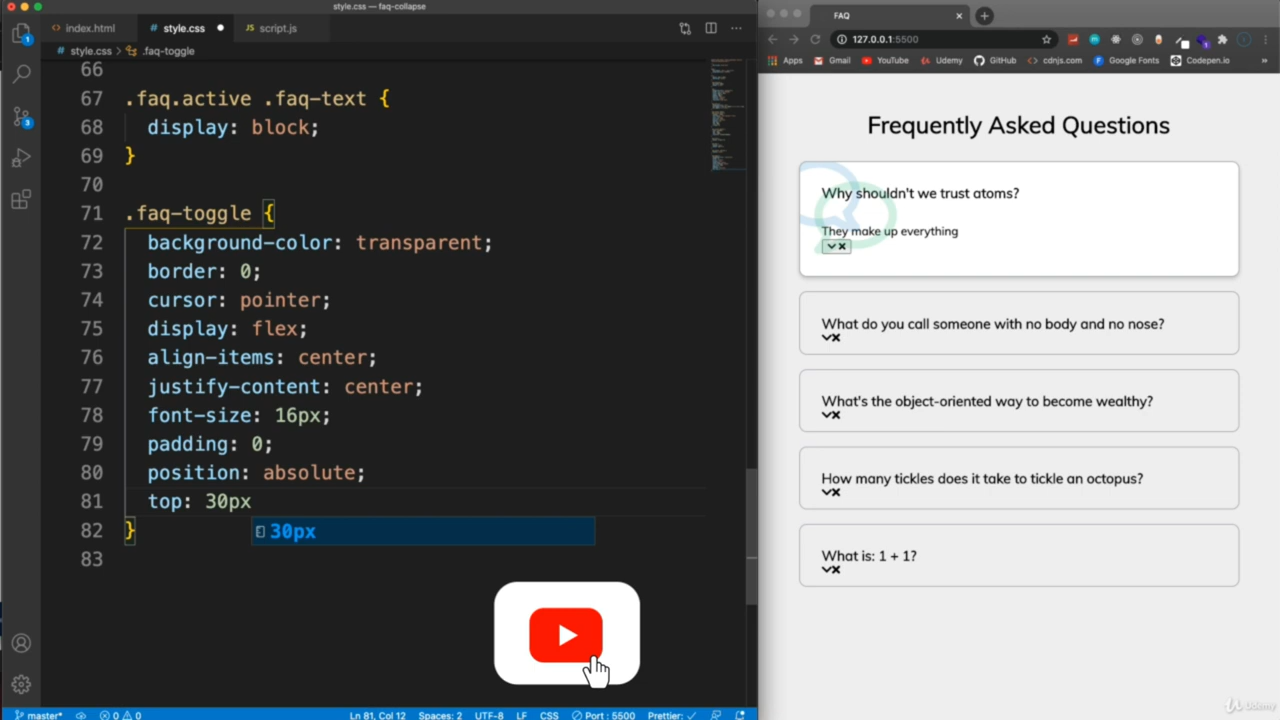 style.css — faq-collapse
index.html
style.css
script.js
style.css > .faq-toggle
66
67 .faq.active .faq-text {
68 display: block;
69 }
70
71 .faq-toggle {
72 background-color: transparent;
73 border: 0;
74 cursor: pointer;
75 display: flex;
76 align-items: center;
77 justify-content: center;
78 font-size: 16px;
79 padding: 0;
80 position: absolute;
81 top: 30px
82 }
30px
83
1
3
master*
0
0
Ln 81, Col 12
Spaces: 2
UTF-8
LF
CSS
Port : 5500
Prettier: ✓
FAQ
127.0.0.1:5500
Apps
Gmail
YouTube
Udemy
GitHub
cdnjs.com
Google Fonts
Codepen.io
Frequently Asked Questions
Why shouldn't we trust atoms?
They make up everything
What do you call someone with no body and no nose?
What's the object-oriented way to become wealthy?
How many tickles does it take to tickle an octopus?
What is: 1 + 1?
Udemy